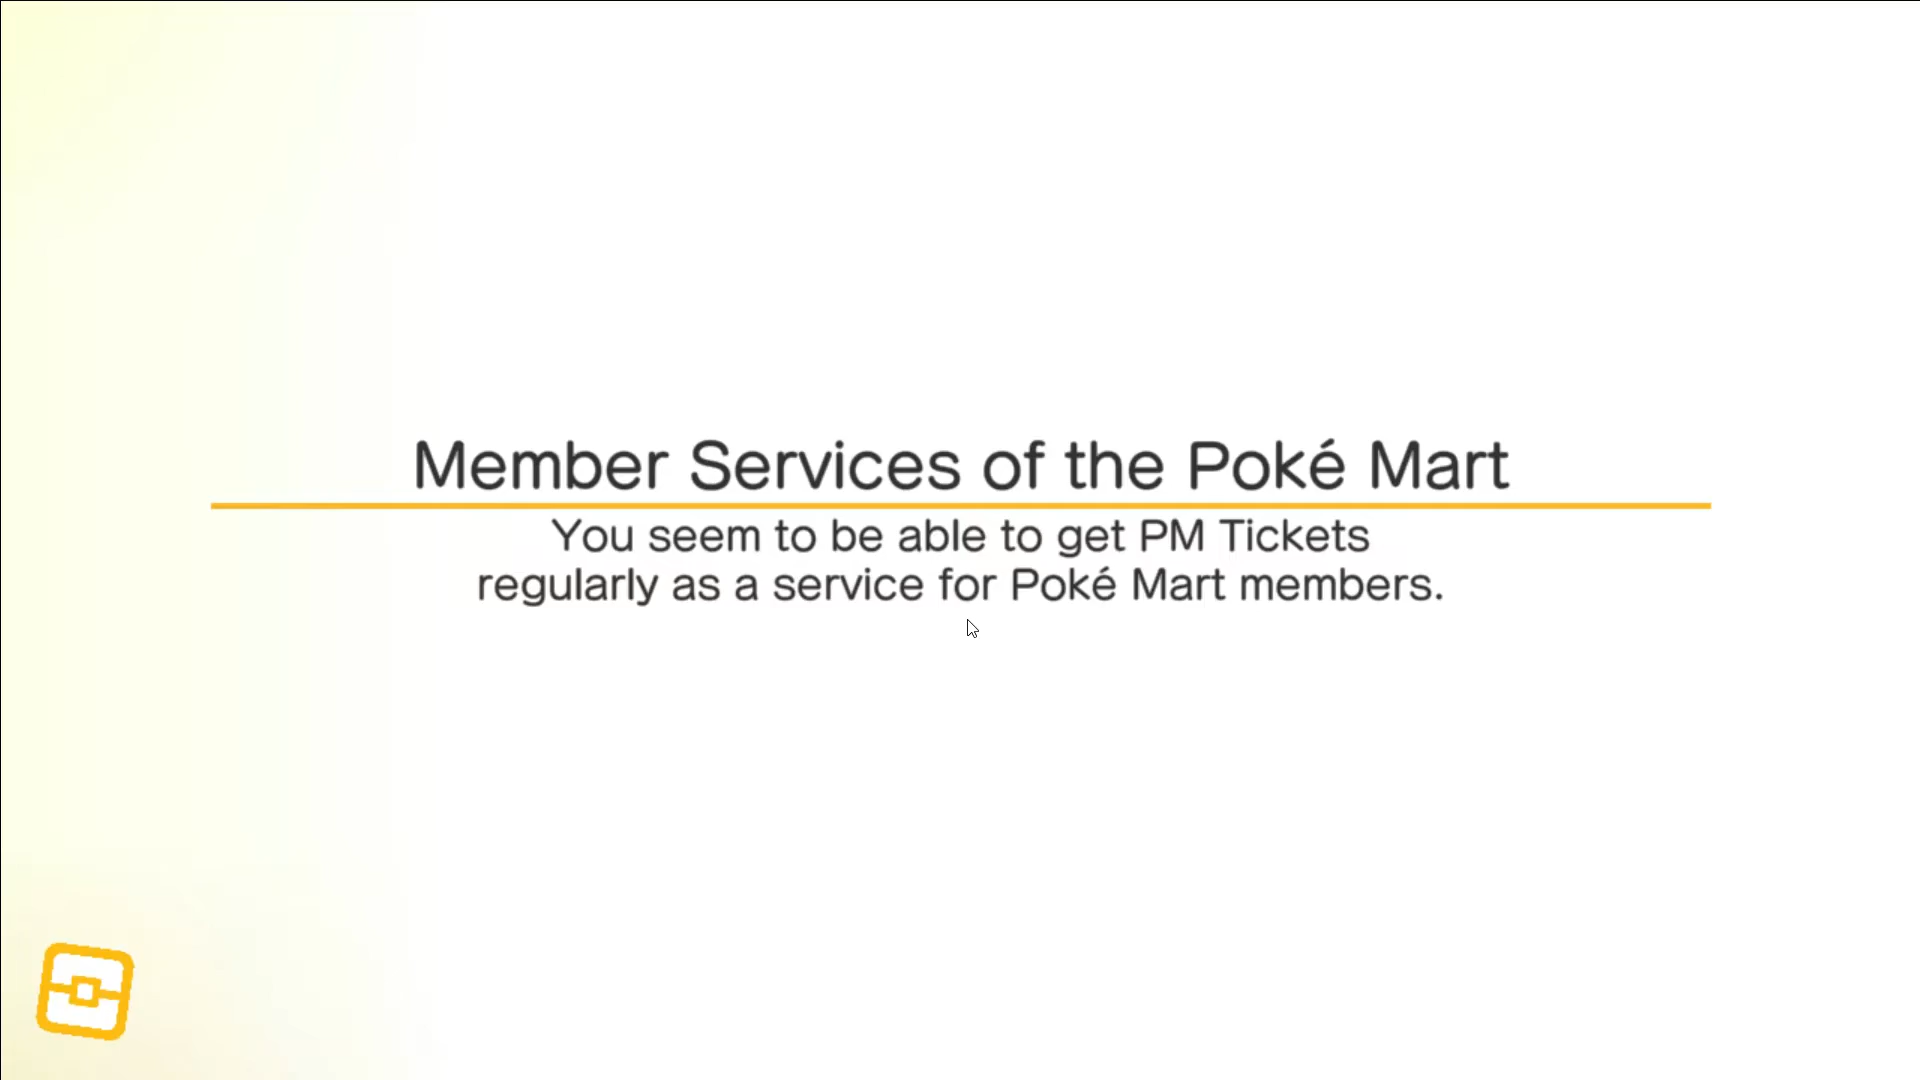 Member Services of the Poké Mart
You seem to be able to get PM Tickets
regularly as a service for Poké Mart members.